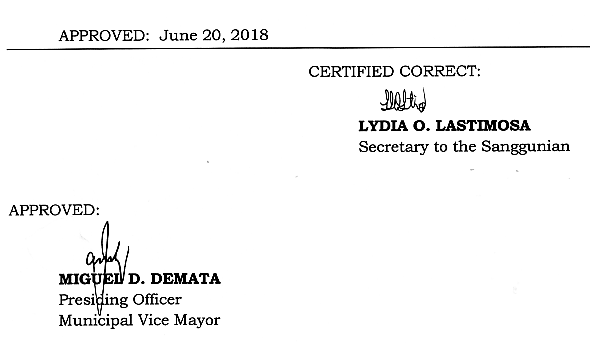 APPROVED: June 20, 2018
CERTIFIED CORRECT:
LYDIA O. LASTIMOSA
Secretary to the Sanggunian
APPROVED:
MIGUEL D. DEMATA
Presiding Officer
Municipal Vice Mayor